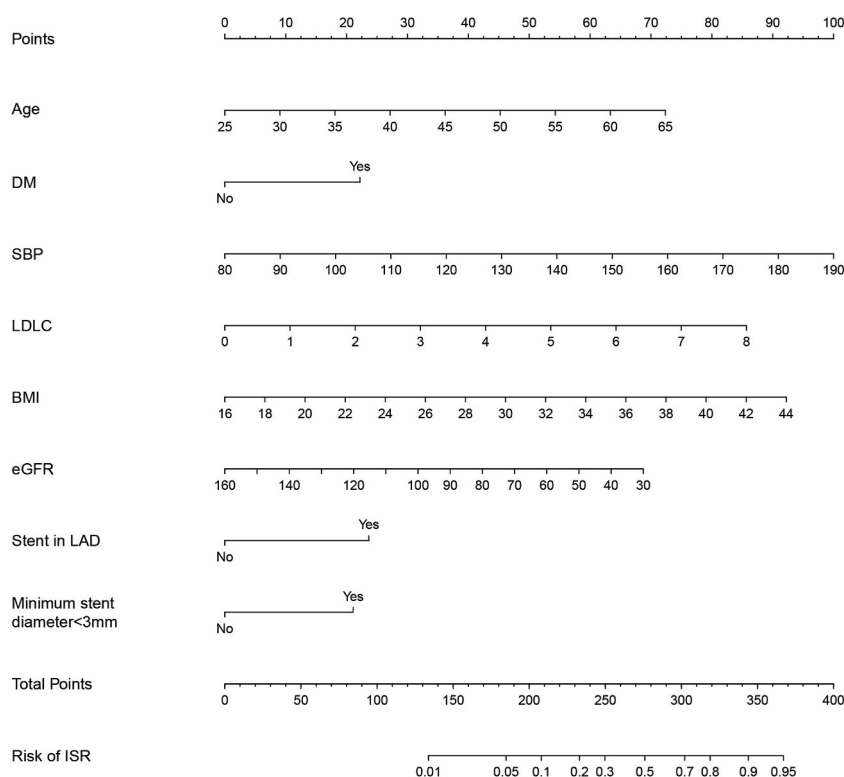 0 10 20 30 40 50 60 70 80 90 100
Points
Age
25 30 35 40 45 50 55 60 65
Yes
DM
No
SBP
80 90 100 110 120 130 140 150 160 170 180 190
LDLC
0 1 2 3 4 5 6 7 8
BMI
16 18 20 22 24 26 28 30 32 34 36 38 40 42 44
eGFR
160 140 120 100 90 80 70 60 50 40 30
Yes
Stent in LAD
No
Yes
Minimum stent
diameter<3mm
No
Total Points
0 50 100 150 200 250 300 350 400
Risk of ISR
0.01 0.05 0.1 0.2 0.3 0.5 0.7 0.8 0.9 0.95